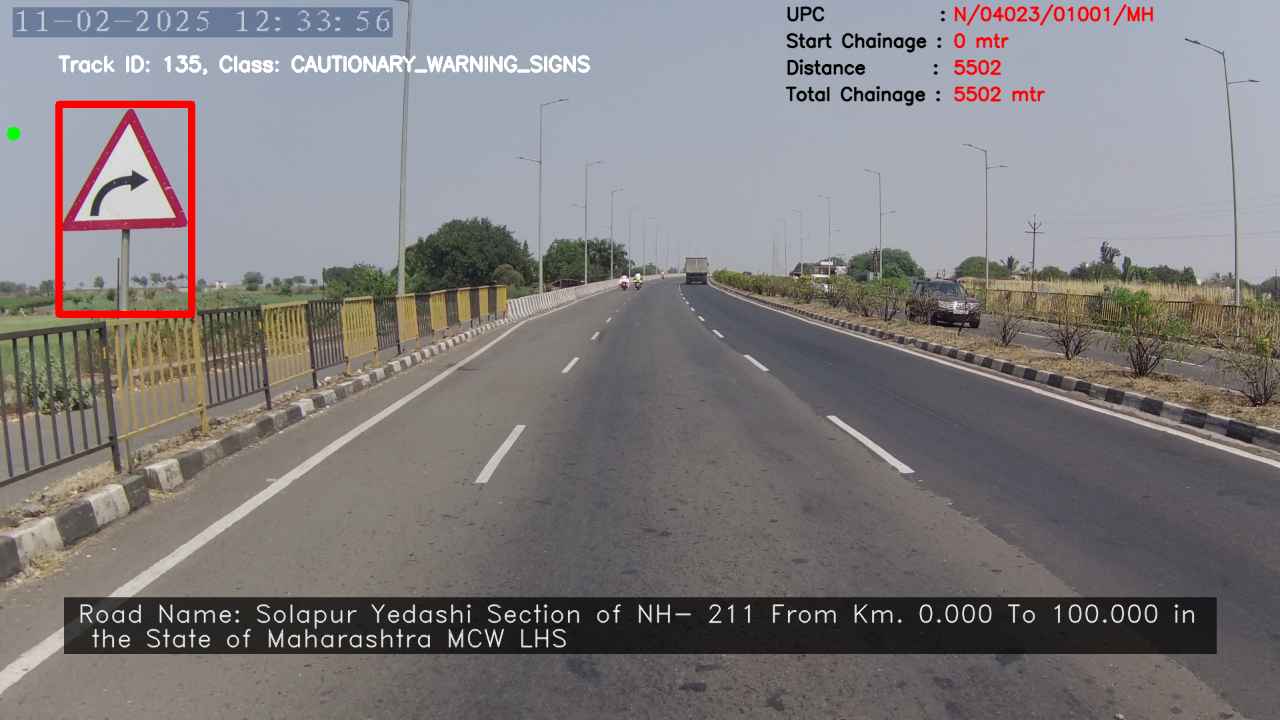 11-02-2025 12:33:56
Track ID: 135, Class: CAUTIONARY_WARNING_SIGNS
UPC : N/04023/01001/MH
Start Chainage : 0 mtr
Distance : 5502
Total Chainage : 5502 mtr
Road Name: Solapur Yedashi Section of NH- 211 From Km. 0.000 To 100.000 in
the State of Maharashtra MCW LHS